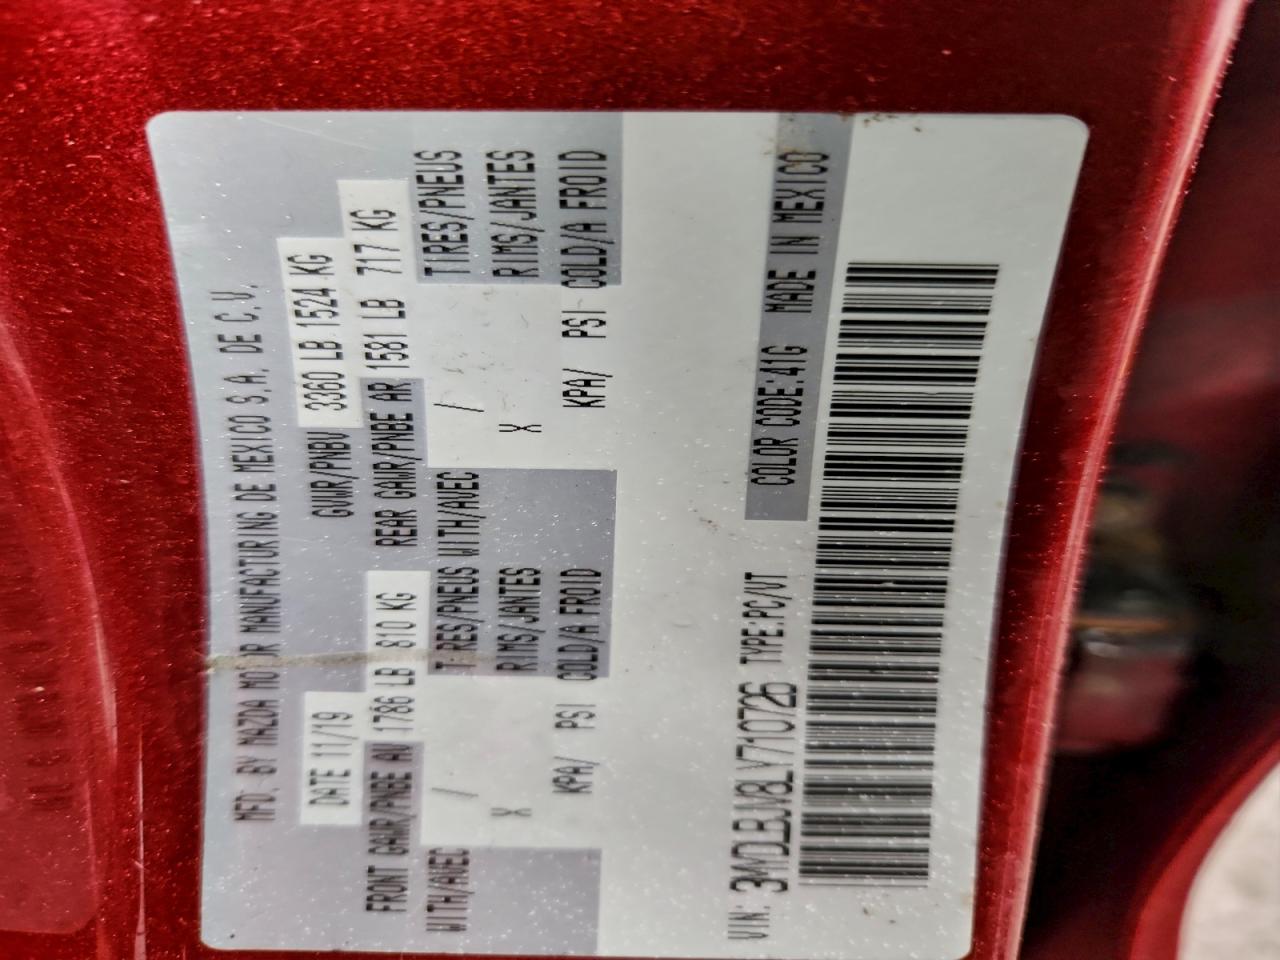 MFD. BY MAZDA MOTOR MANUFACTURING DE MEXICO S.A. DE C.V.
DATE 11/19 GVWR/PNBV 3360 LB 1524 KG
FRONT GAWR/PNBE AV 1786 LB 810 KG REAR GAWR/PNBE AR 1581 LB 717 KG
WITH/AVEC / TIRES/PNEUS WITH/AVEC / TIRES/PNEUS
X RIMS/JANTES X RIMS/JANTES
KPA/ PSI COLD/A FROID KPA/ PSI COLD/A FROID
VIN: 3MVDLBJV8LV710726 TYPE:PC/VT COLOR CODE:41G MADE IN MEXICO